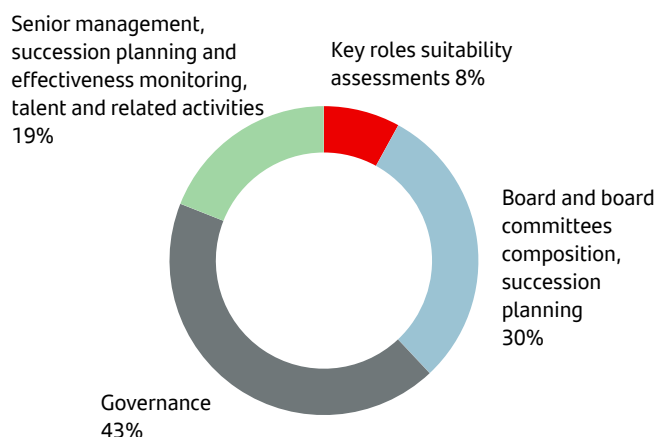 Senior management,
succession planning and
effectiveness monitoring,
talent and related activities
19%
Key roles suitability
assessments 8%
Board and board
committees
composition,
succession
planning
30%
Governance
43%